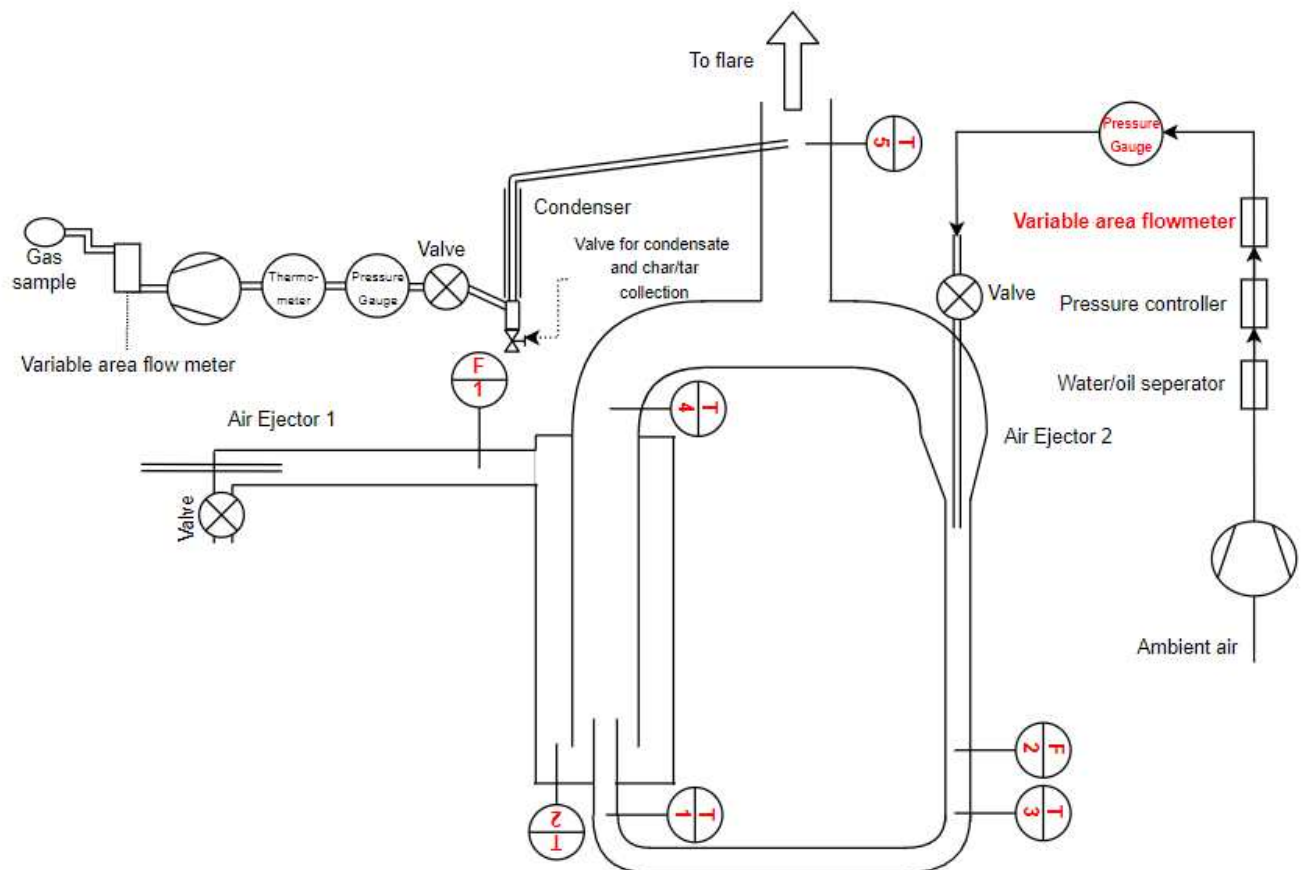 To flare
T
5
Pressure
Gauge
Variable area flowmeter
Pressure controller
Water/oil seperator
Ambient air
Valve
Air Ejector 2
Condenser
Valve for condensate
and char/tar
collection
Valve
Gas
sample
Thermo-
meter
Pressure
Gauge
Variable area flow meter
F
1
Air Ejector 1
Valve
T
4
F
2
T
3
T
1
T
2